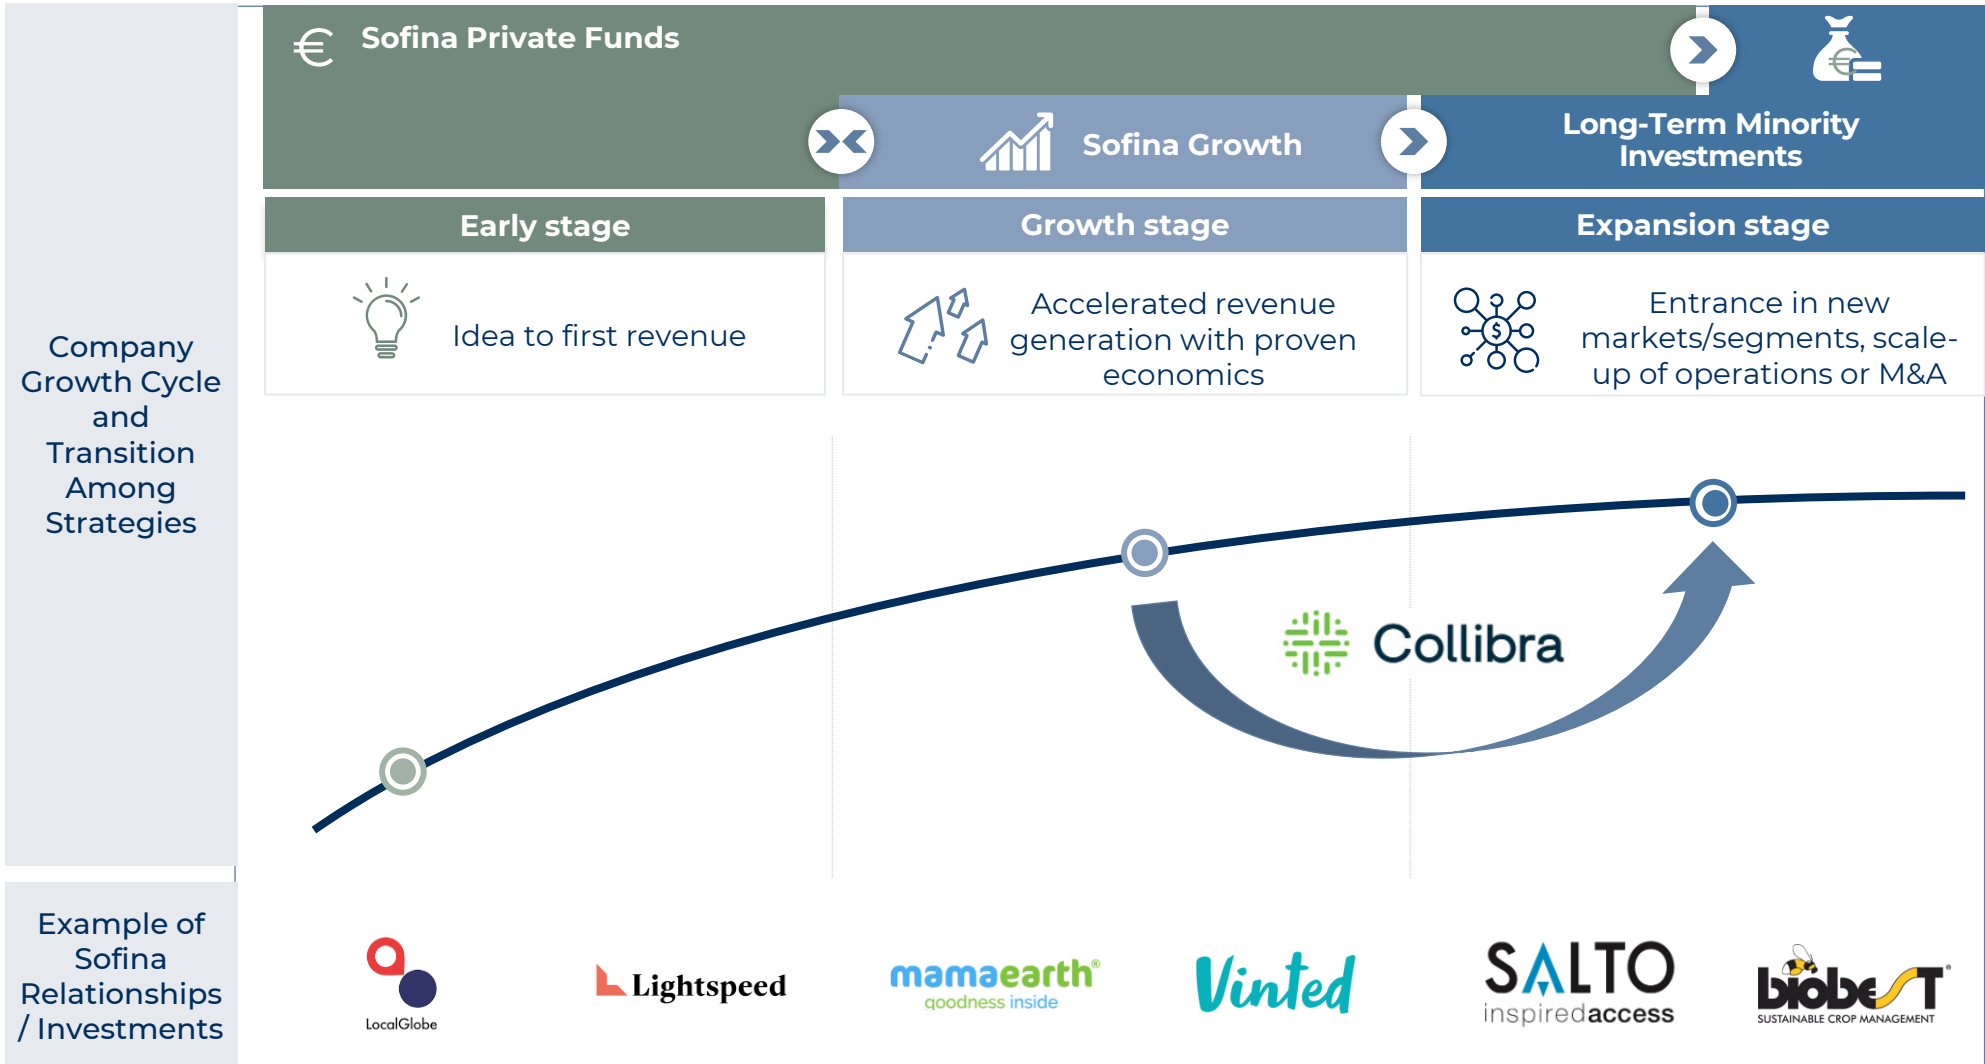 Sofina Private Funds
Sofina Growth
Long-Term Minority
Investments
Early stage
Growth stage
Expansion stage
Idea to first revenue
Accelerated revenue
generation with proven
economics
Entrance in new
markets/segments, scale-
up of operations or M&A
Company
Growth Cycle
and
Transition
Among
Strategies
Collibra
Example of
Sofina
Relationships
/ Investments
LocalGlobe
Lightspeed
mamaearth®
goodness inside
Vinted
SALTO
inspiredaccess
biobest®
SUSTAINABLE CROP MANAGEMENT